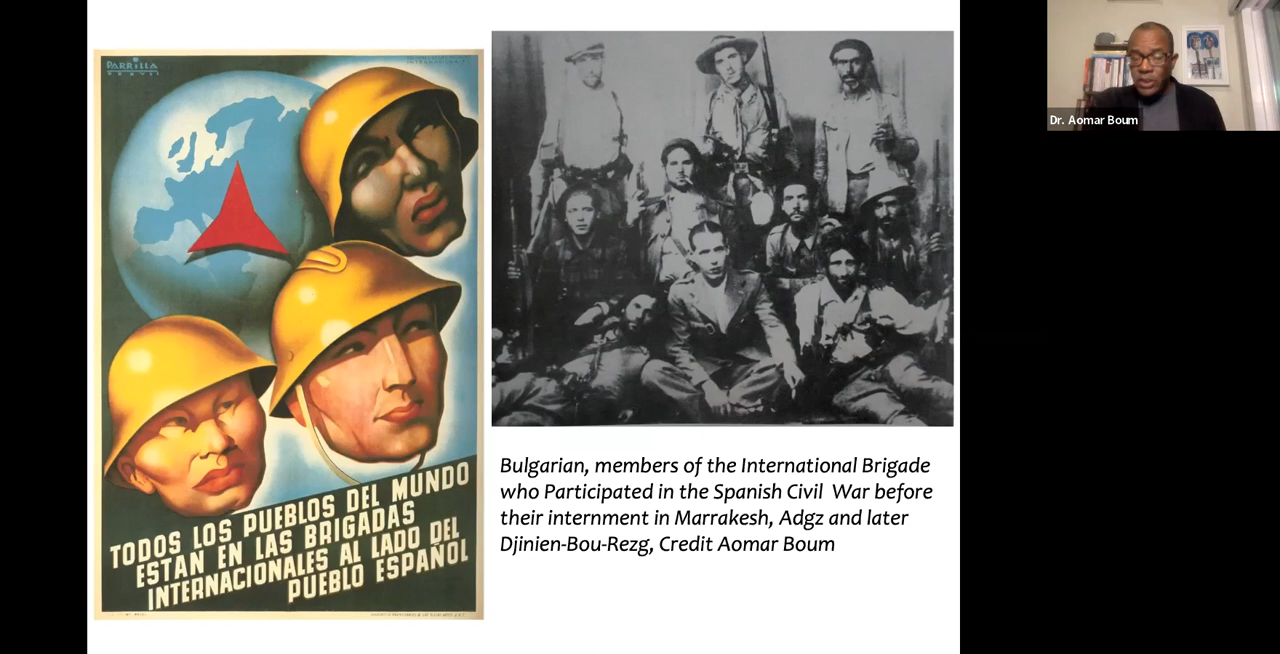 PARRILLA
TODOS LOS PUEBLOS DEL MUNDO
ESTAN EN LAS BRIGADAS
INTERNACIONALES AL LADO DEL
PUEBLO ESPAÑOL
Bulgarian, members of the International Brigade
who Participated in the Spanish Civil War before
their internment in Marrakesh, Adgz and later
Djinien-Bou-Rezg, Credit Aomar Boum
Dr. Aomar Boum